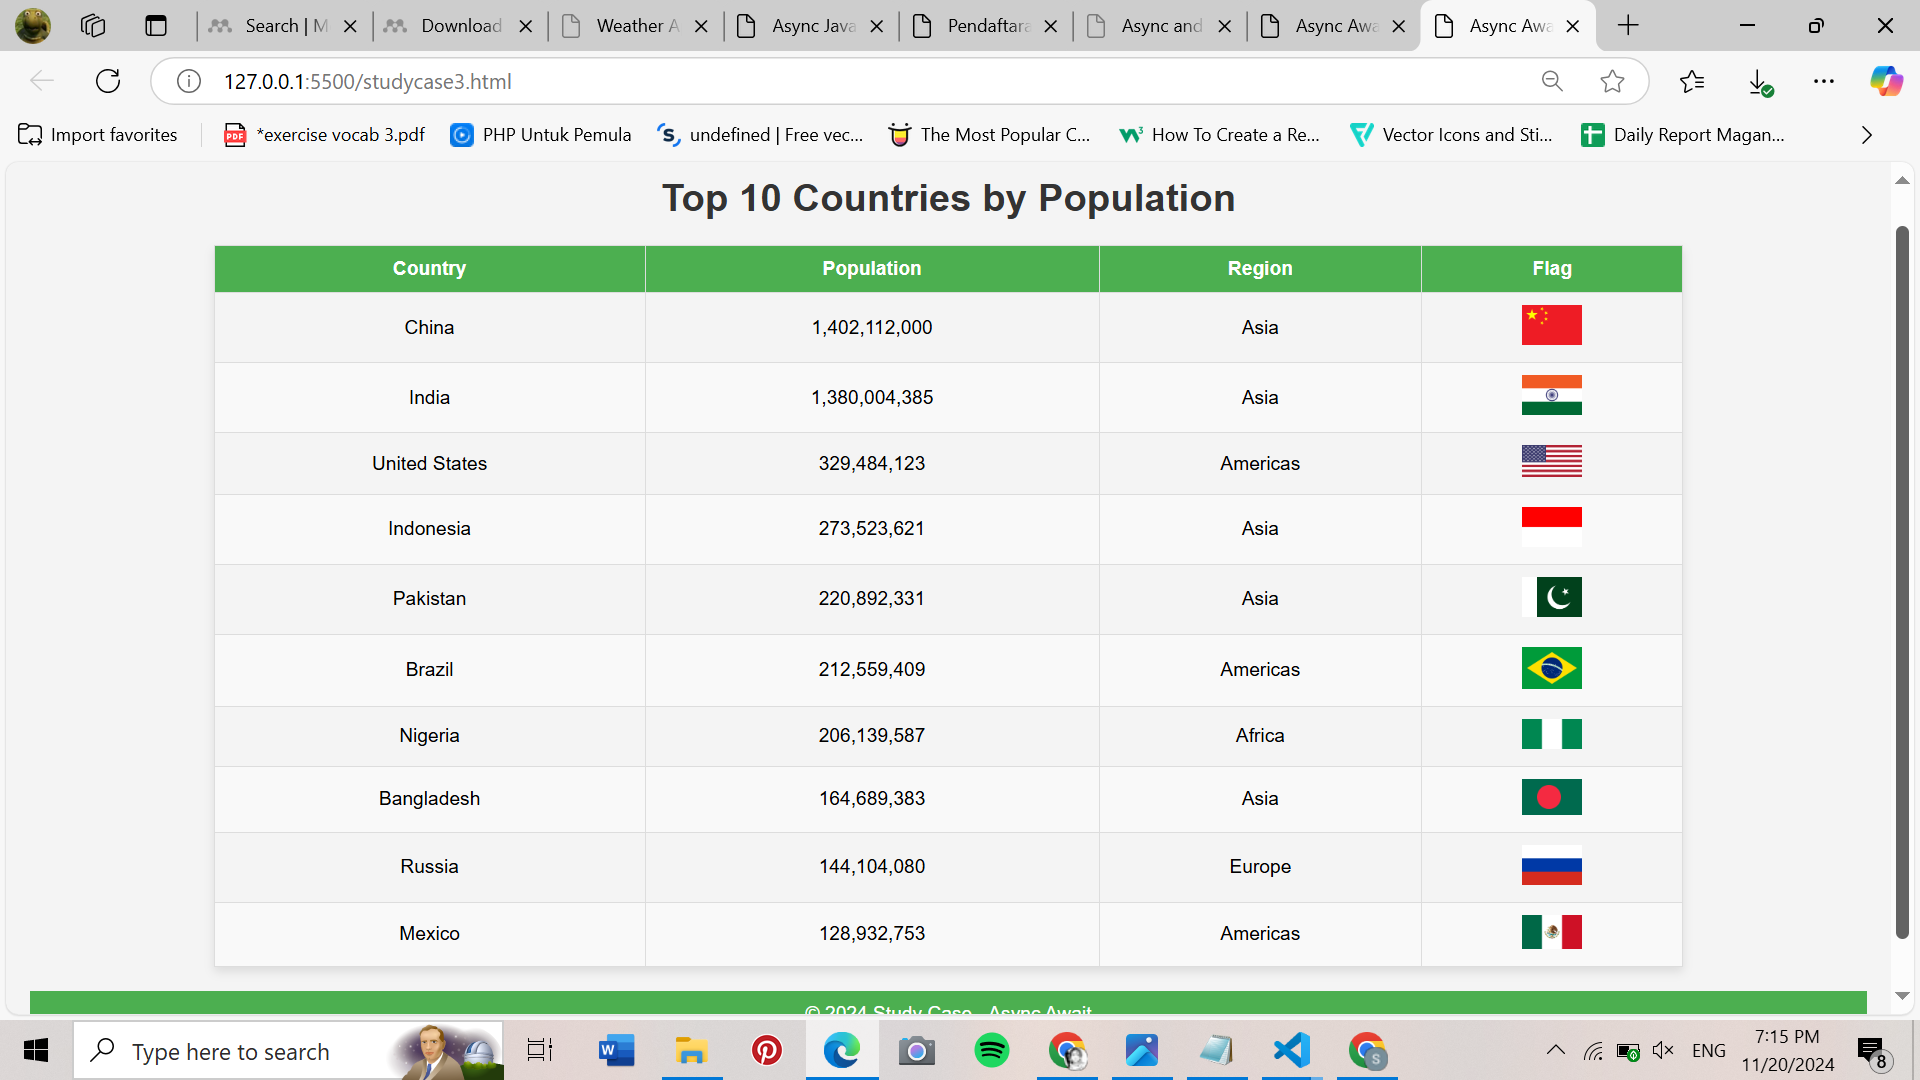 Search | M
Download
Weather A
Async Java
Pendaftara
Async and
Async Awa
Async Awa
127.0.0.1:5500/studycase3.html
Import favorites
*exercise vocab 3.pdf
PHP Untuk Pemula
undefined | Free vec...
The Most Popular C...
How To Create a Re...
Vector Icons and Sti...
Daily Report Magan...
Top 10 Countries by Population
Country Population Region Flag
China 1,402,112,000 Asia
India 1,380,004,385 Asia
United States 329,484,123 Americas
Indonesia 273,523,621 Asia
Pakistan 220,892,331 Asia
Brazil 212,559,409 Americas
Nigeria 206,139,587 Africa
Bangladesh 164,689,383 Asia
Russia 144,104,080 Europe
Mexico 128,932,753 Americas
© 2024 Study Case - Async Await
Type here to search
ENG
7:15 PM
11/20/2024
8